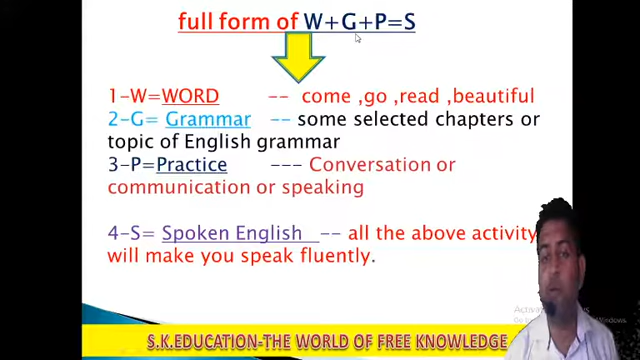 full form of W+G+P=S
1-W=WORD -- come ,go ,read ,beautiful
2-G= Grammar -- some selected chapters or
topic of English grammar
3-P=Practice --- Conversation or
communication or speaking
4-S= Spoken English -- all the above activity
will make you speak fluently.
S.K.EDUCATION-THE WORLD OF FREE KNOWLEDGE